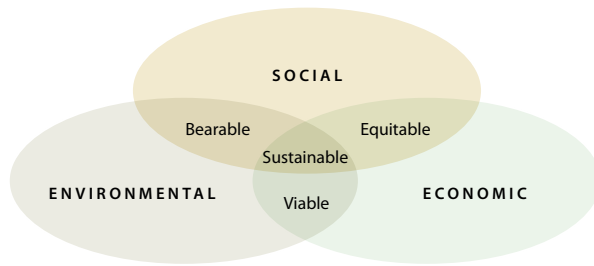 SOCIAL
Bearable
Equitable
Sustainable
ENVIRONMENTAL
Viable
ECONOMIC